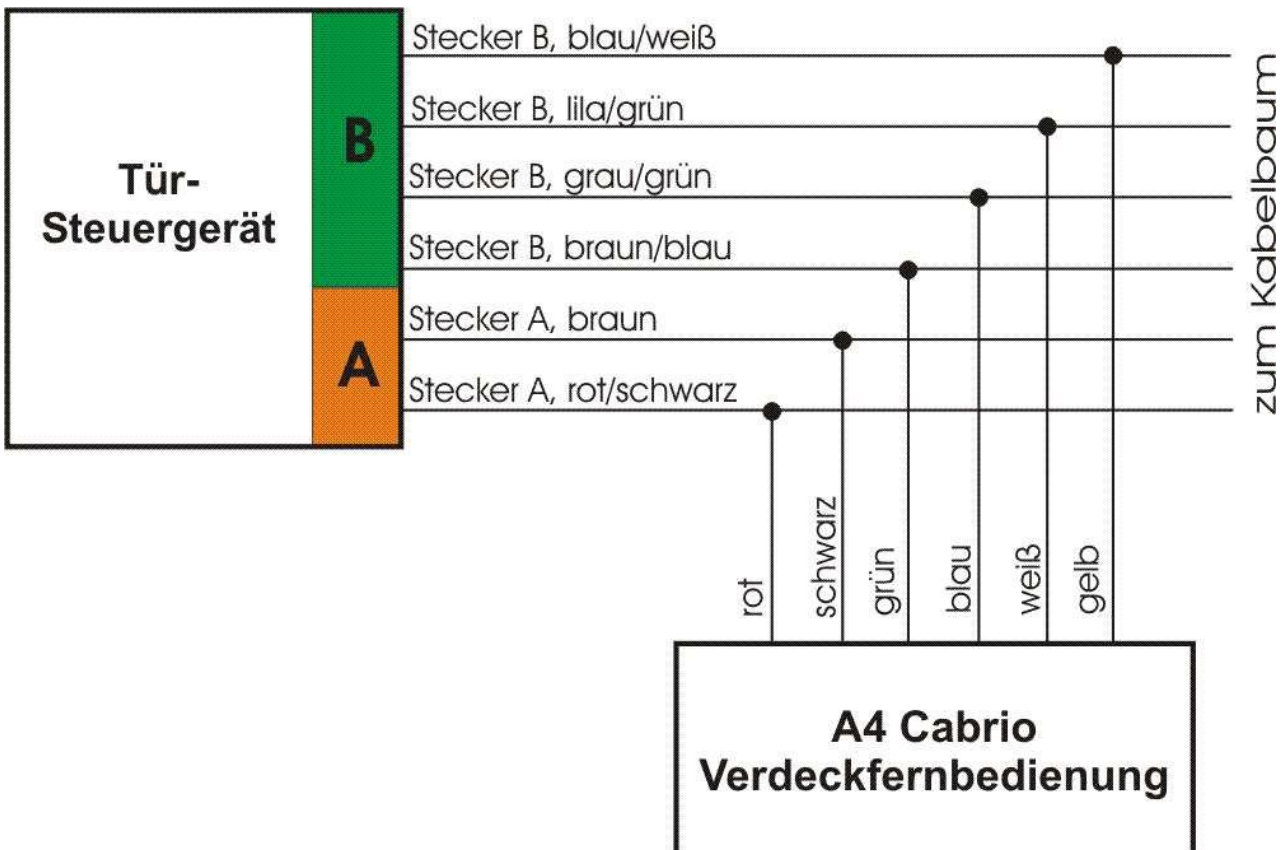 Stecker B, blau/weiß
Stecker B, lila/grün
B
Tür-
Steuergerät
Stecker B, grau/grün
Stecker B, braun/blau
Stecker A, braun
A
Stecker A, rot/schwarz
zum Kabelbaum
rot
schwarz
grün
blau
weiß
gelb
A4 Cabrio
Verdeckfernbedienung